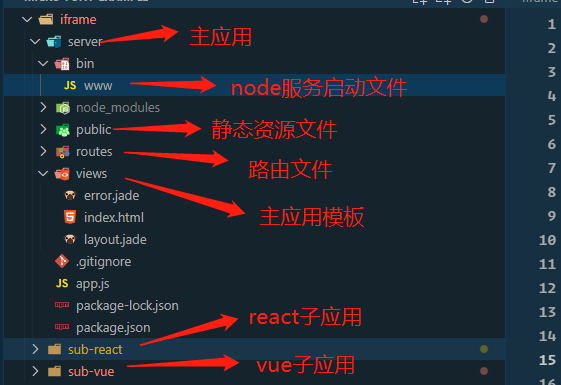 iframe
server
主应用
bin
JS www
node服务启动文件
node_modules
public
静态资源文件
routes
路由文件
views
主应用模板
error.jade
index.html
layout.jade
.gitignore
JS app.js
package-lock.json
package.json
sub-react
react子应用
sub-vue
vue子应用
iframe
1
2
3
4
5
6
7
8
9
10
11
12
13
14
15
16